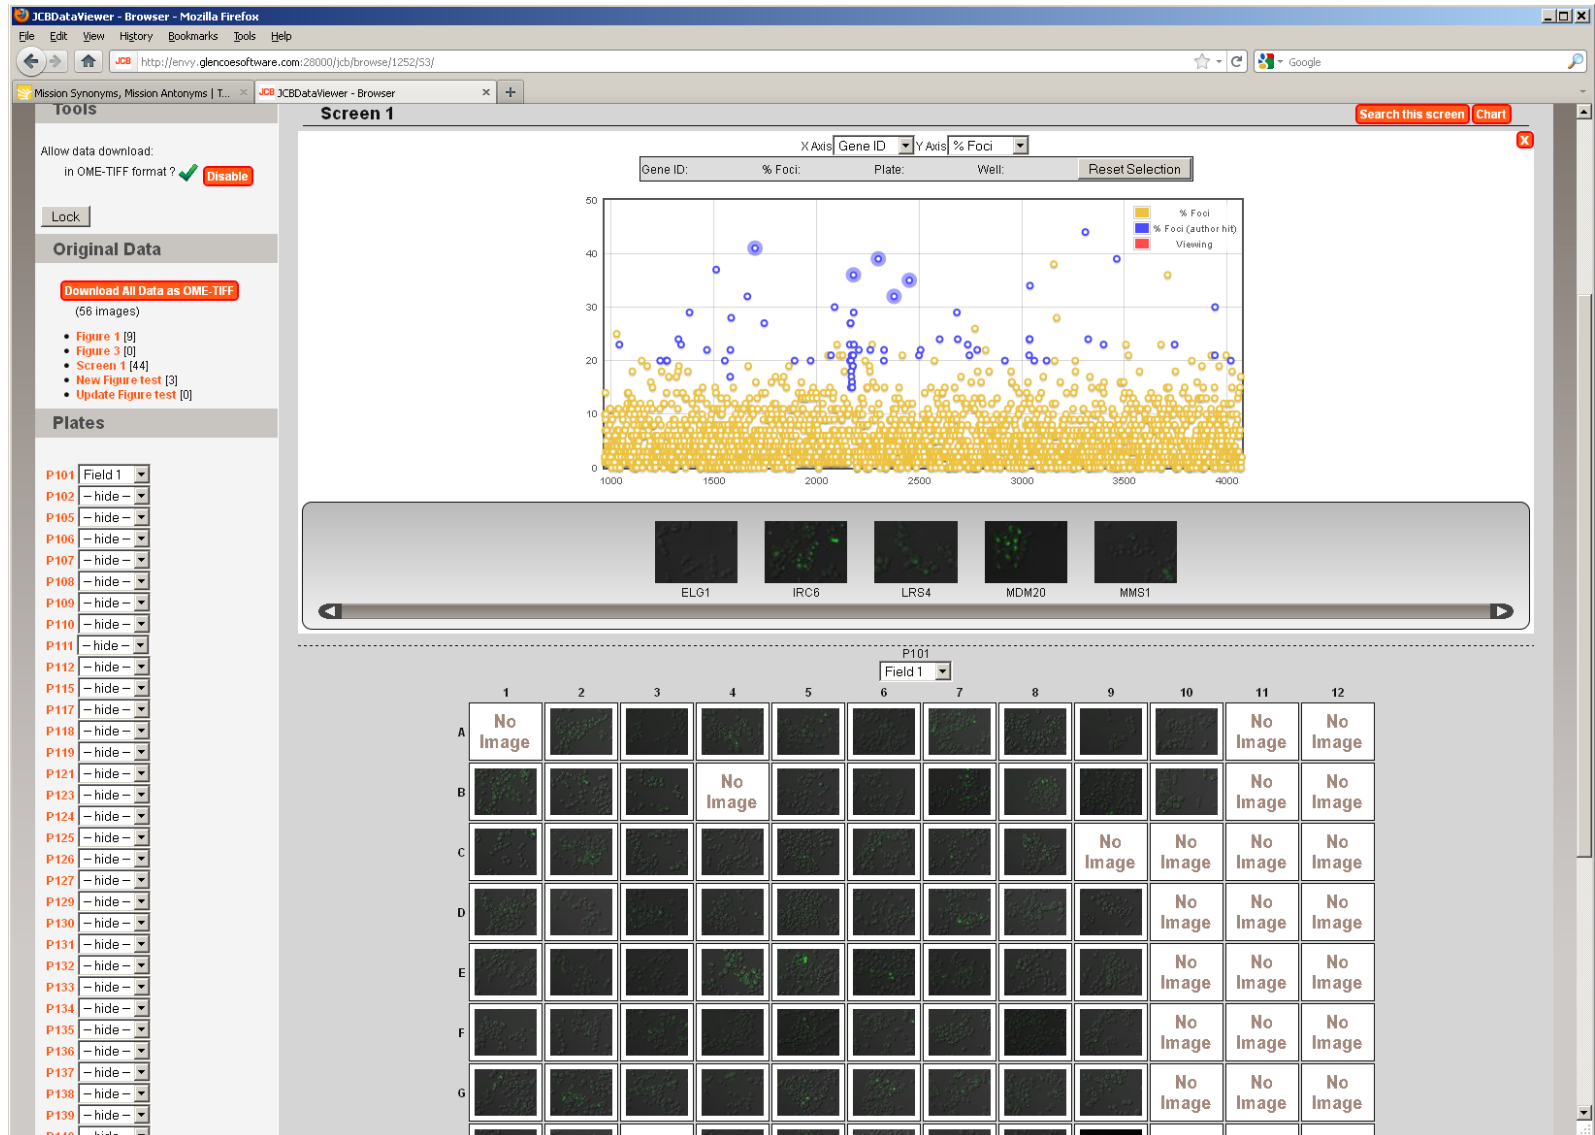 JCBDataViewer - Browser - Mozilla Firefox
File Edit View History Bookmarks Tools Help
JCB http://envy.glencoesoftware.com:28000/jcb/browse/1252/53/ Google
Mission Synonyms, Mission Antonyms | T... JCB JCBDataViewer - Browser
Tools
Allow data download:
in OME-TIFF format ? Disable
Lock
Original Data
Download All Data as OME-TIFF
(56 images)
Figure 1 [9]
Figure 3 [0]
Screen 1 [44]
New Figure test [3]
Update Figure test [0]
Plates
P101 Field 1
P102 – hide –
P105 – hide –
P106 – hide –
P107 – hide –
P108 – hide –
P109 – hide –
P110 – hide –
P111 – hide –
P112 – hide –
P115 – hide –
P117 – hide –
P118 – hide –
P119 – hide –
P121 – hide –
P123 – hide –
P124 – hide –
P125 – hide –
P126 – hide –
P127 – hide –
P129 – hide –
P130 – hide –
P131 – hide –
P132 – hide –
P133 – hide –
P134 – hide –
P135 – hide –
P136 – hide –
P137 – hide –
P138 – hide –
P139 – hide –
Screen 1 Search this screen Chart
X
X Axis Gene ID Y Axis % Foci
Gene ID: % Foci: Plate: Well: Reset Selection
50
40
30
20
10
0
% Foci
% Foci (author hit)
Viewing
1000 1500 2000 2500 3000 3500 4000
ELG1 IRC6 LRS4 MDM20 MMS1
P101
Field 1
1 2 3 4 5 6 7 8 9 10 11 12
A No Image No Image No Image
B No Image No Image No Image
C No Image No Image No Image No Image
D No Image No Image No Image
E No Image No Image No Image
F No Image No Image No Image
G No Image No Image No Image